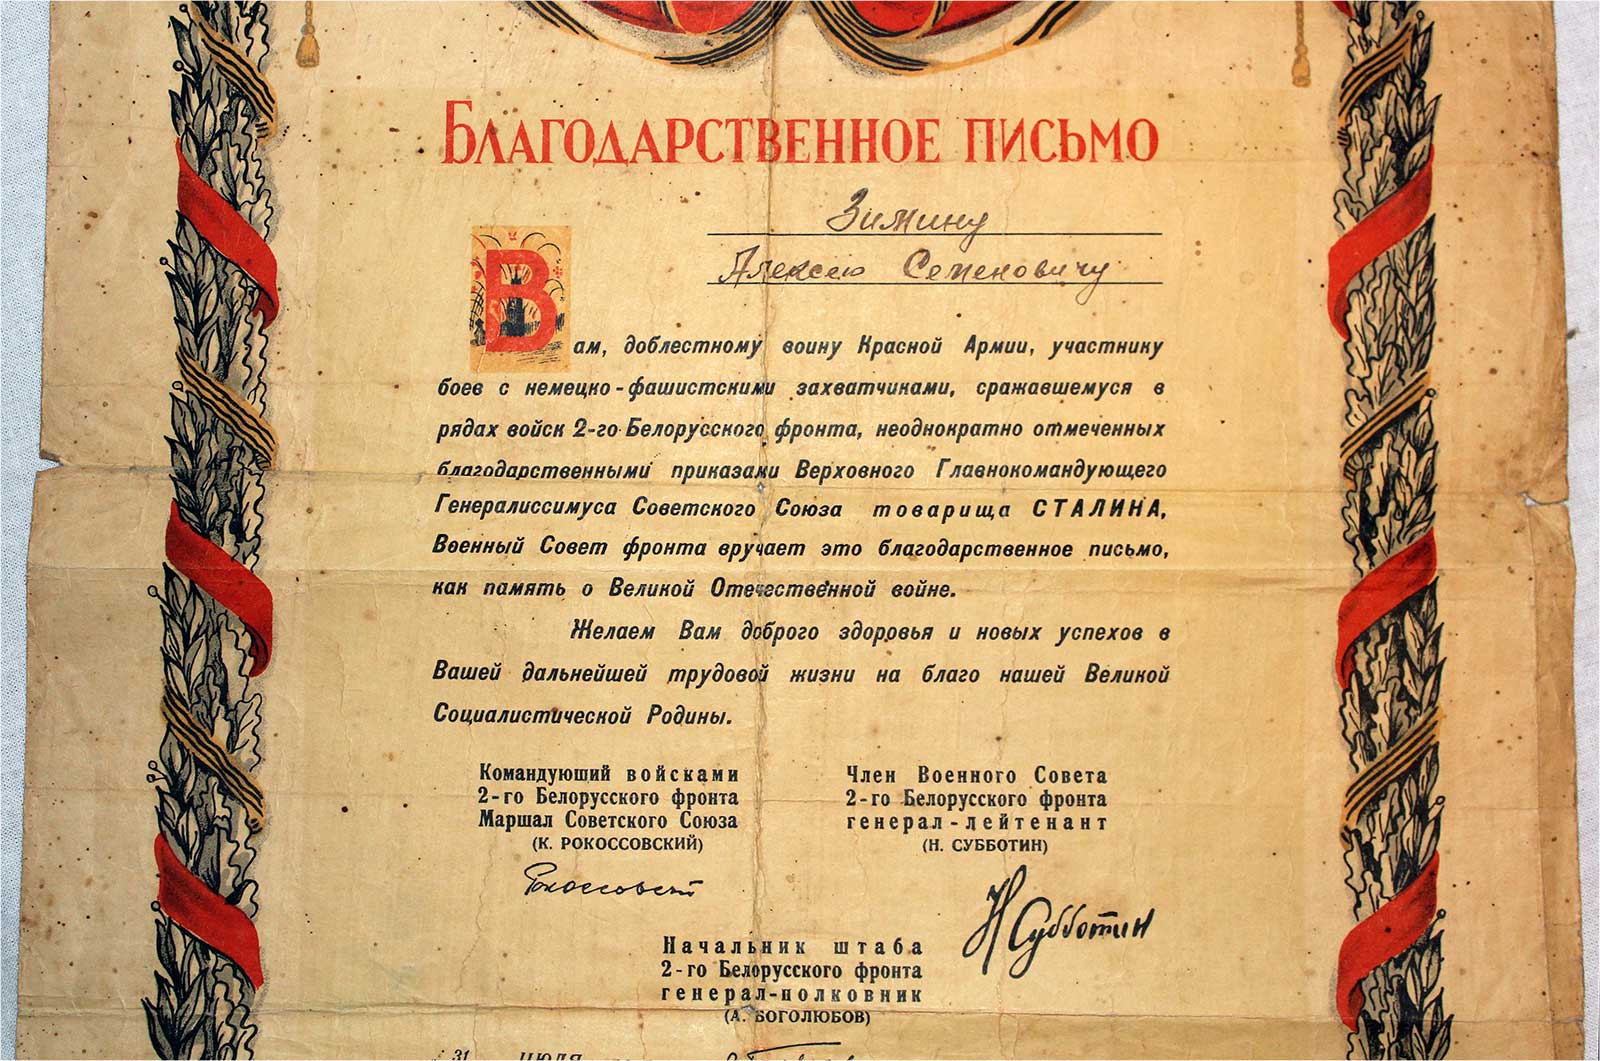 Благодарственное письмо
Зимину
Алексею Семеновичу
Вам, доблестному воину Красной Армии, участнику
боев с немецко-фашистскими захватчиками, сражавшемуся в
рядах войск 2-го Белорусского фронта, неоднократно отмеченных
благодарственными приказами Верховного Главнокомандующего
Генералиссимуса Советского Союза товарища СТАЛИНА,
Военный Совет фронта вручает это благодарственное письмо,
как память о Великой Отечественной войне.
Желаем Вам доброго здоровья и новых успехов в
Вашей дальнейшей трудовой жизни на благо нашей Великой
Социалистической Родины.
Командуюший войсками
2-го Белорусского фронта
Маршал Советского Союза
(К. РОКОССОВСКИЙ)
Рокоссовский
Член Военного Совета
2-го Белорусского фронта
генерал-лейтенант
(Н. СУББОТИН)
Н Субботин
Начальник штаба
2-го Белорусского фронта
генерал-полковник
(А. БОГОЛЮБОВ)
31 июля